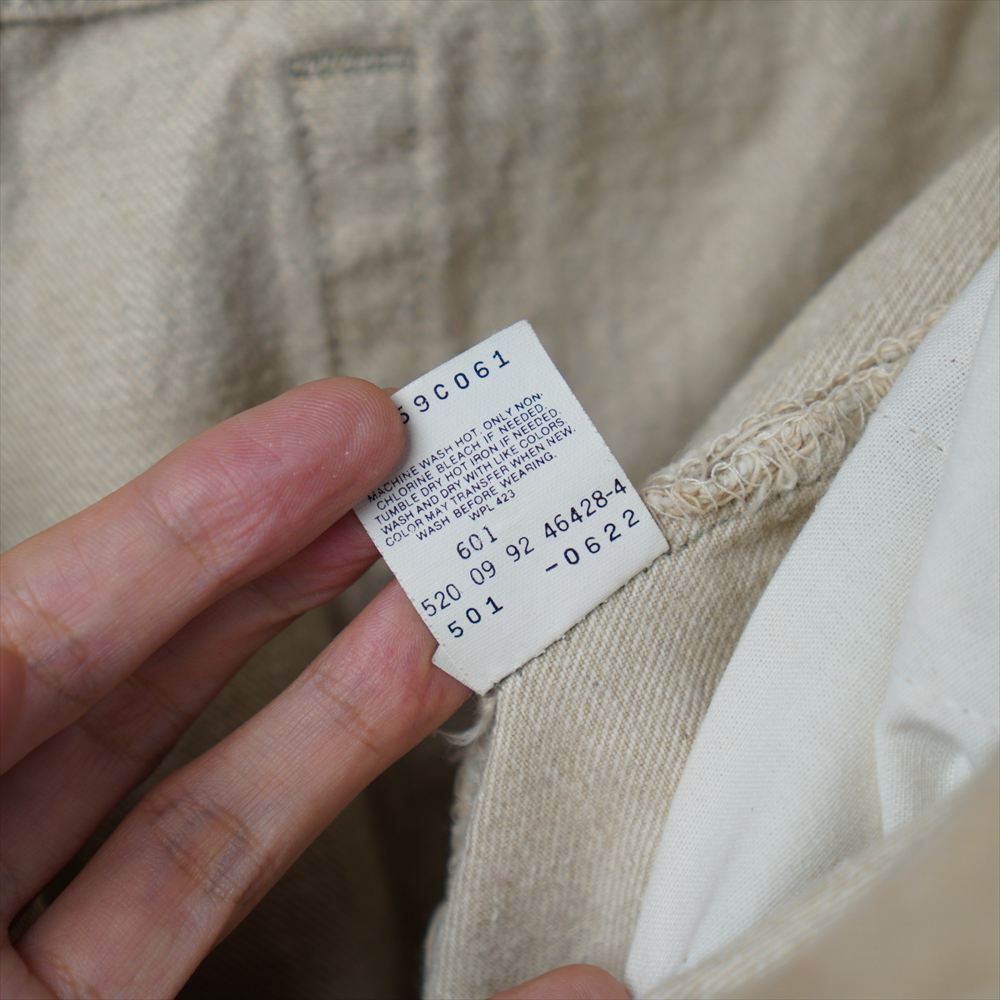 59C061
MACHINE WASH HOT. ONLY NON-
CHLORINE BLEACH IF NEEDED.
TUMBLE DRY. HOT IRON IF NEEDED.
WASH AND DRY WITH LIKE COLORS.
COLOR MAY TRANSFER WHEN NEW.
WASH BEFORE WEARING.
WPL 423
601
520 09 92 46428-4
501 -0622